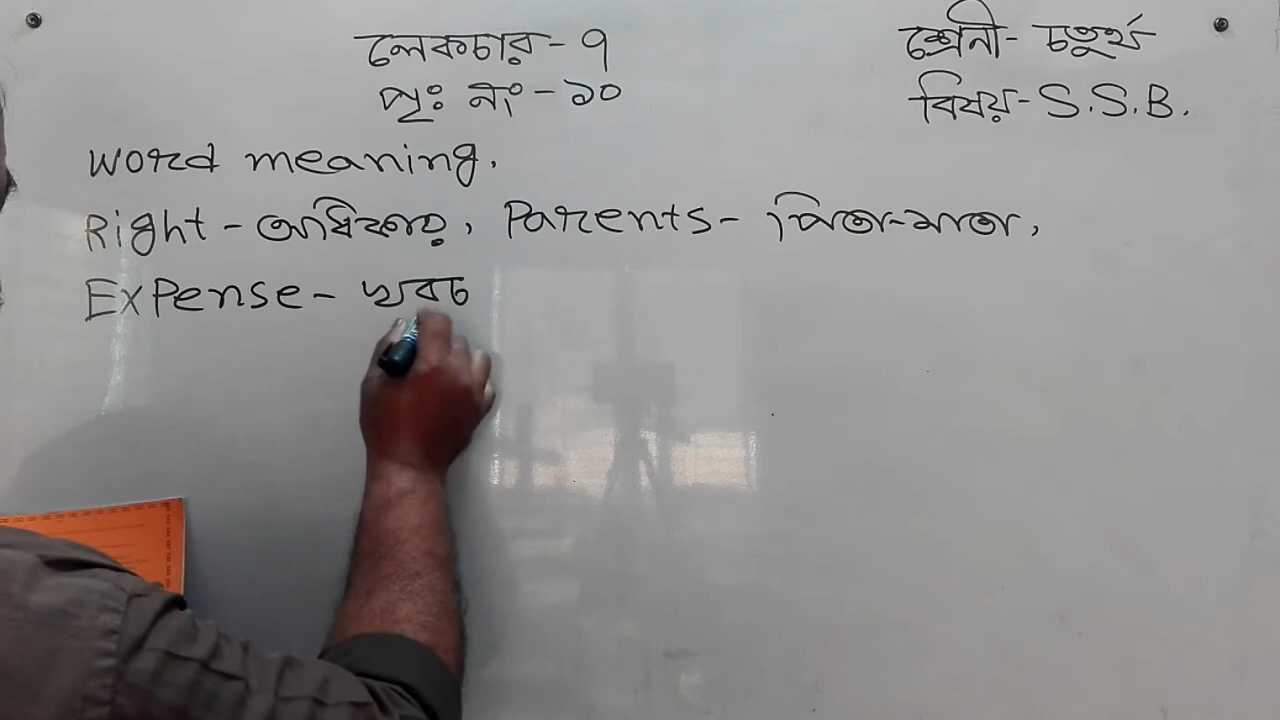 লেকচার - ৭
পৃঃ নং - ১০
শ্রেনী - চতুর্থ
বিষয় - S.S.B.
Word meaning.
Right - অধিকার, Parents - পিতা-মাতা,
Expense - খরচ